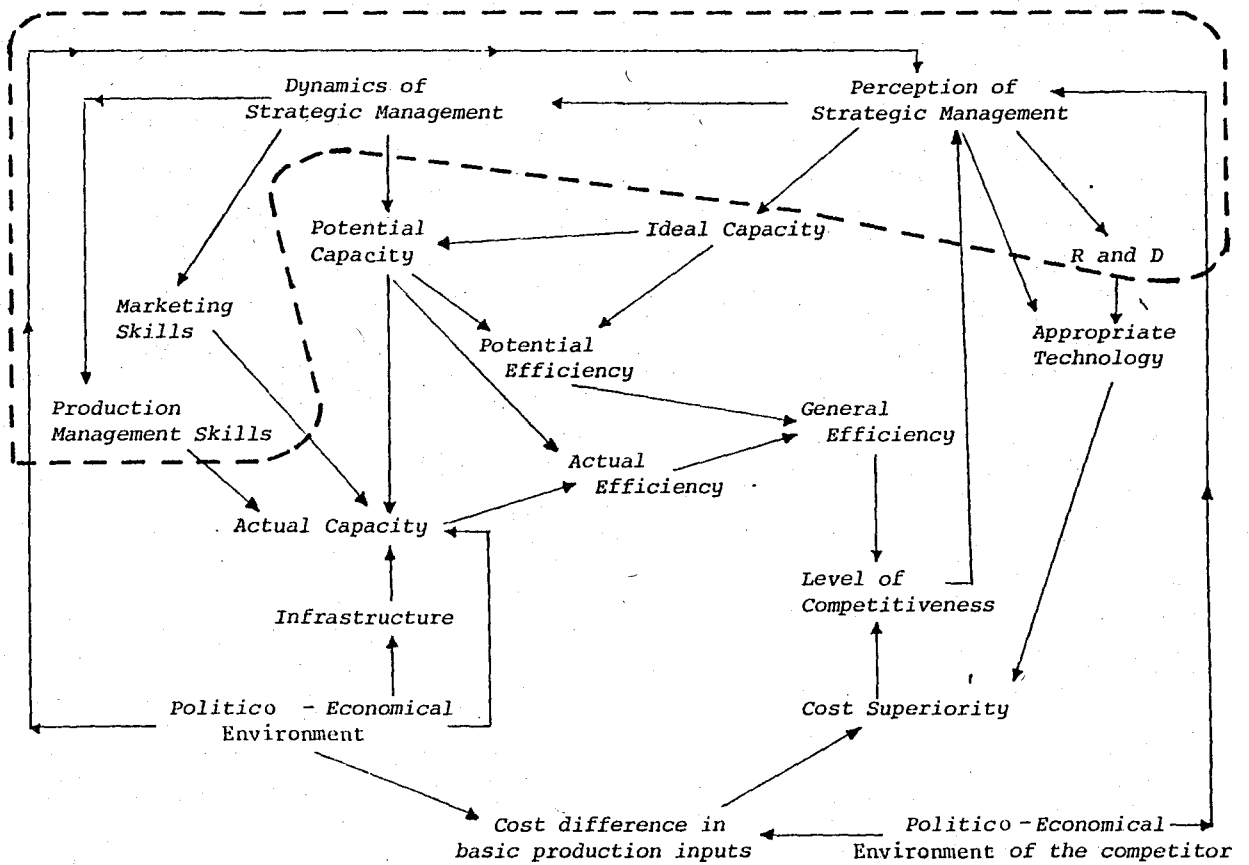 Dynamics of
Strategic Management
Perception of
Strategic Management
Potential
Capacity
Ideal Capacity
R and D
Marketing
Skills
Appropriate
Technology
Potential
Efficiency
Production
Management Skills
General
Efficiency
Actual
Efficiency
Actual Capacity
Level of
Competitiveness
Infrastructure
Politico - Economical
Environment
Cost Superiority
Cost difference in
basic production inputs
Politico - Economical
Environment of the competitor